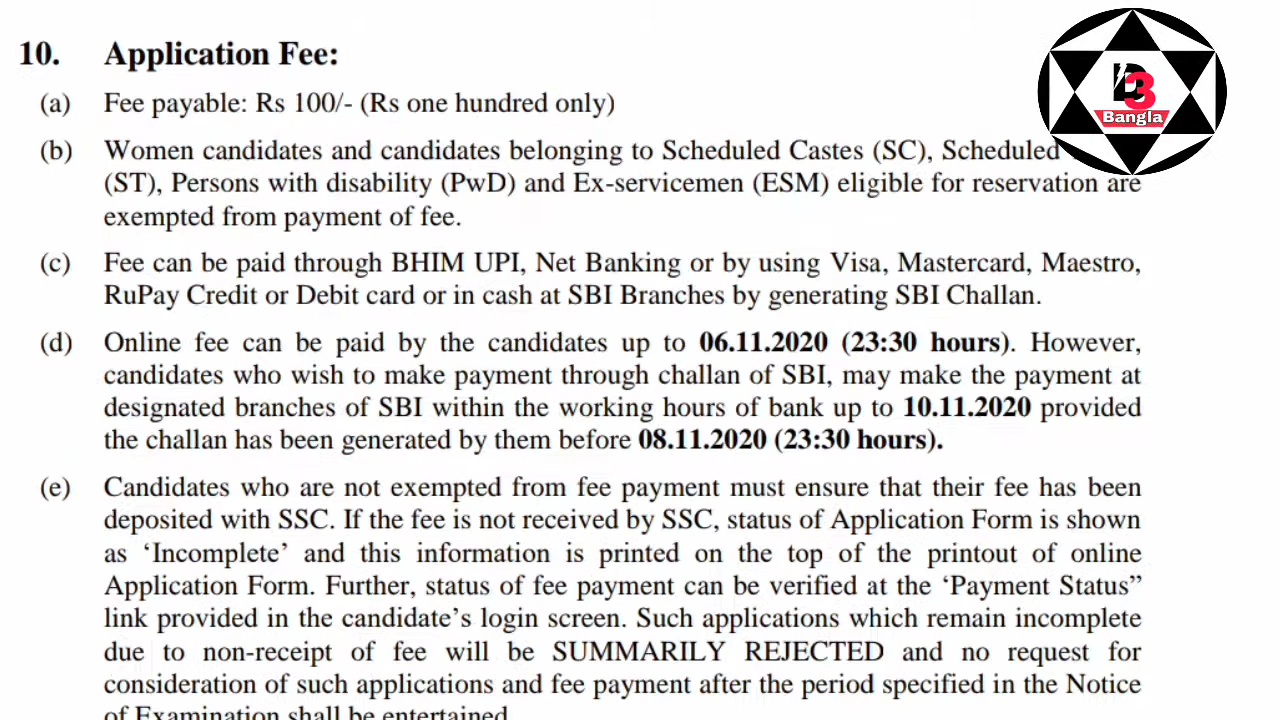 10. Application Fee:
(a) Fee payable: Rs 100/- (Rs one hundred only)
(b) Women candidates and candidates belonging to Scheduled Castes (SC), Scheduled
(ST), Persons with disability (PwD) and Ex-servicemen (ESM) eligible for reservation are
exempted from payment of fee.
(c) Fee can be paid through BHIM UPI, Net Banking or by using Visa, Mastercard, Maestro,
RuPay Credit or Debit card or in cash at SBI Branches by generating SBI Challan.
(d) Online fee can be paid by the candidates up to 06.11.2020 (23:30 hours). However,
candidates who wish to make payment through challan of SBI, may make the payment at
designated branches of SBI within the working hours of bank up to 10.11.2020 provided
the challan has been generated by them before 08.11.2020 (23:30 hours).
(e) Candidates who are not exempted from fee payment must ensure that their fee has been
deposited with SSC. If the fee is not received by SSC, status of Application Form is shown
as ‘Incomplete’ and this information is printed on the top of the printout of online
Application Form. Further, status of fee payment can be verified at the ‘Payment Status”
link provided in the candidate’s login screen. Such applications which remain incomplete
due to non-receipt of fee will be SUMMARILY REJECTED and no request for
consideration of such applications and fee payment after the period specified in the Notice
of Examination shall be entertained.
D3
Bangla